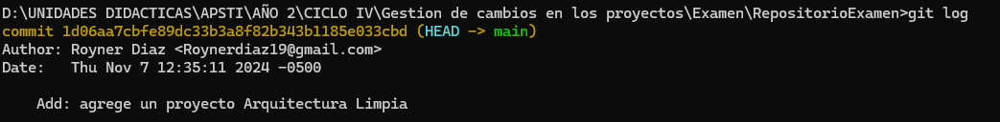 D:\UNIDADES DIDACTICAS\APSTI\AÑO 2\CICLO IV\Gestion de cambios en los proyectos\Examen\RepositorioExamen>git log
commit 1d06aa7cbfe89dc33b3a8f82b343b1185e033cbd (HEAD -> main)
Author: Royner Diaz <Roynerdiaz19@gmail.com>
Date:   Thu Nov 7 12:35:11 2024 -0500
    Add: agrege un proyecto Arquitectura Limpia